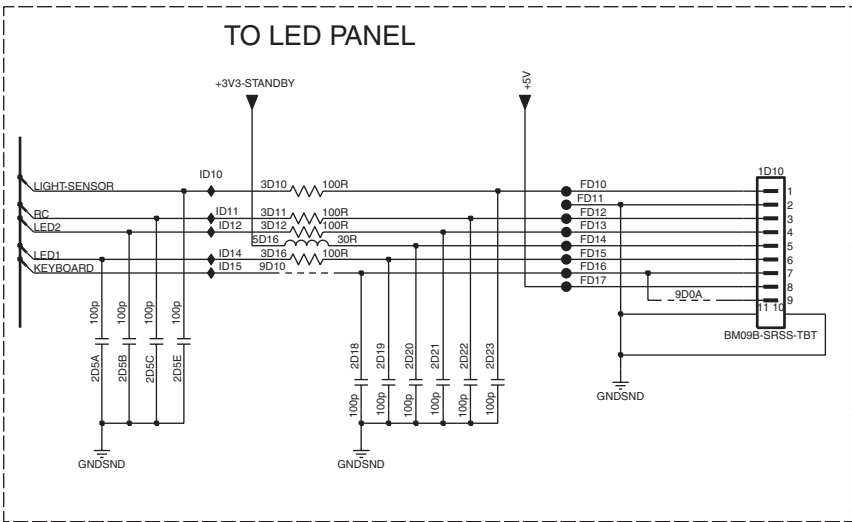 TO LED PANEL
+3V3-STANDBY
+5V
1D10
LIGHT-SENSOR
ID10
3D10
100R
FD10
1
FD11
2
RC
ID11
3D11
100R
FD12
3
LED2
ID12
3D12
100R
FD13
4
5D16
30R
FD14
5
LED1
ID14
3D16
100R
FD15
6
KEYBOARD
ID15
9D10
FD16
7
FD17
8
9D0A
9
11 10
BM09B-SRSS-TBT
100p
100p
100p
100p
2D5A
2D5B
2D5C
2D5E
2D18
2D19
2D20
2D21
2D22
2D23
100p
100p
100p
100p
100p
100p
GNDSND
GNDSND
GNDSND